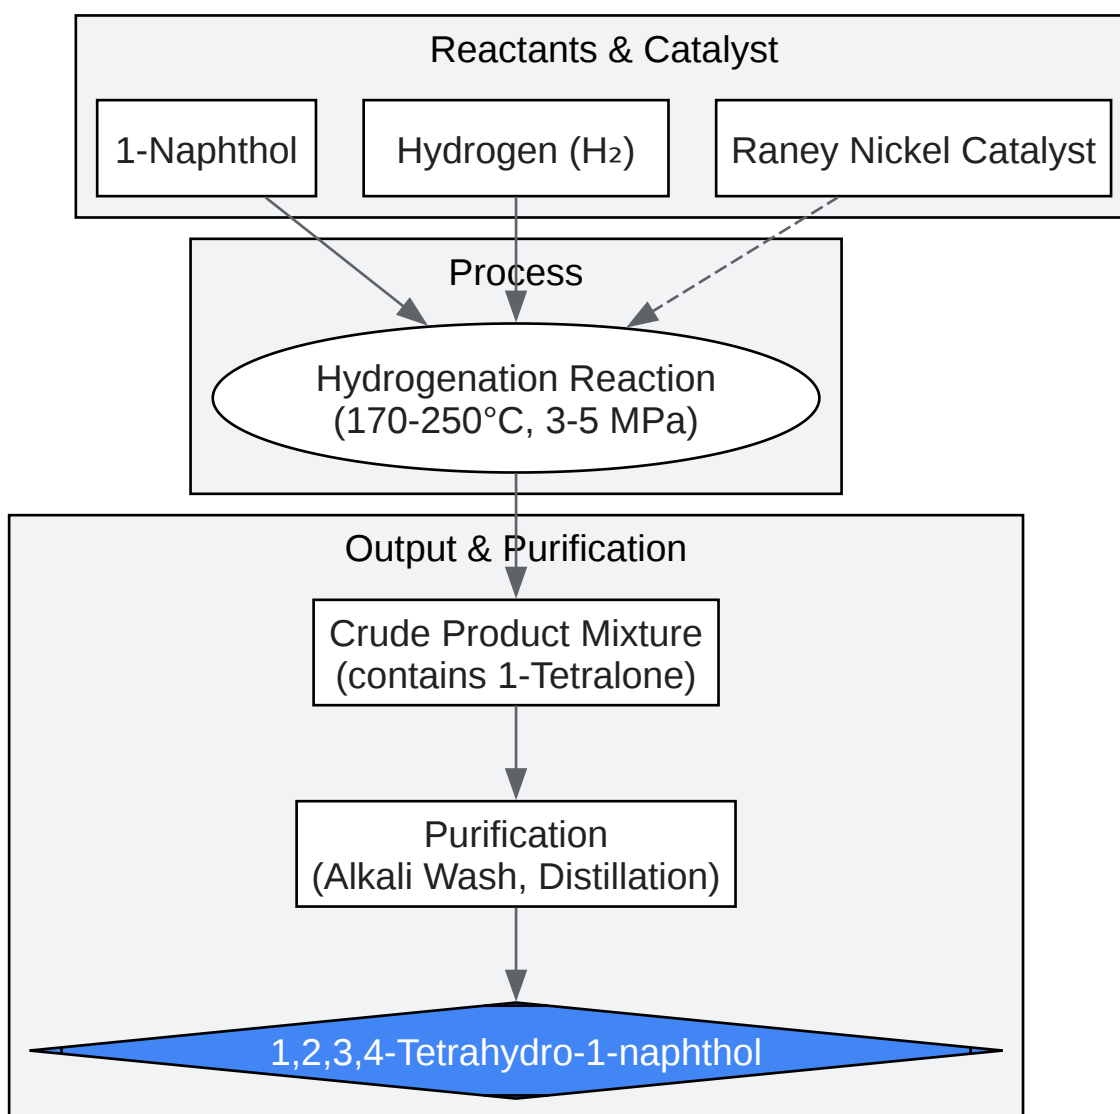 Reactants & Catalyst
1-Naphthol
Hydrogen (H₂)
Raney Nickel Catalyst
Process
Hydrogenation Reaction
(170-250°C, 3-5 MPa)
Output & Purification
Crude Product Mixture
(contains 1-Tetralone)
Purification
(Alkali Wash, Distillation)
1,2,3,4-Tetrahydro-1-naphthol